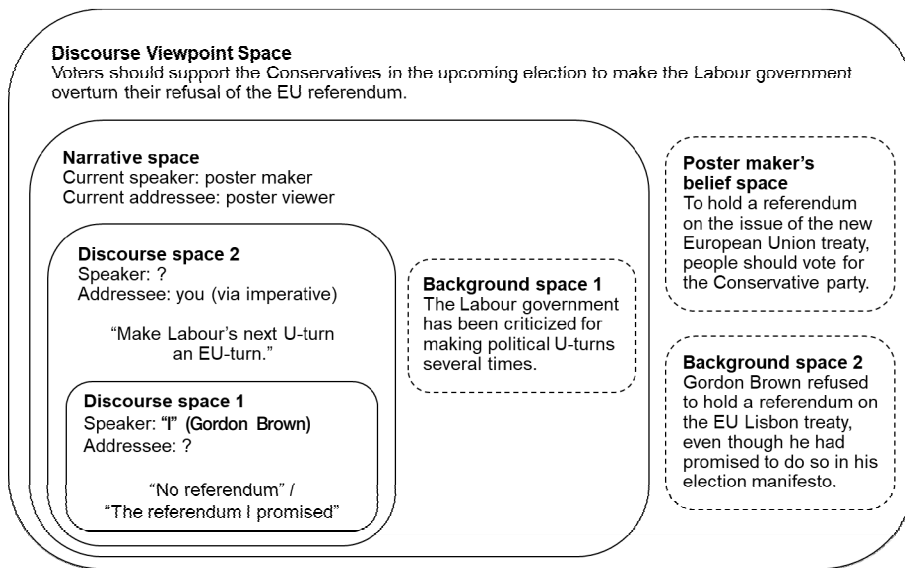 Discourse Viewpoint Space
Voters should support the Conservatives in the upcoming election to make the Labour government
overturn their refusal of the EU referendum.
Narrative space
Current speaker: poster maker
Current addressee: poster viewer
Discourse space 2
Speaker: ?
Addressee: you (via imperative)
“Make Labour’s next U-turn
an EU-turn.”
Discourse space 1
Speaker: “I” (Gordon Brown)
Addressee: ?
“No referendum” /
“The referendum I promised”
Background space 1
The Labour government
has been criticized for
making political U-turns
several times.
Poster maker’s
belief space
To hold a referendum
on the issue of the new
European Union treaty,
people should vote for
the Conservative party.
Background space 2
Gordon Brown refused
to hold a referendum on
the EU Lisbon treaty,
even though he had
promised to do so in his
election manifesto.